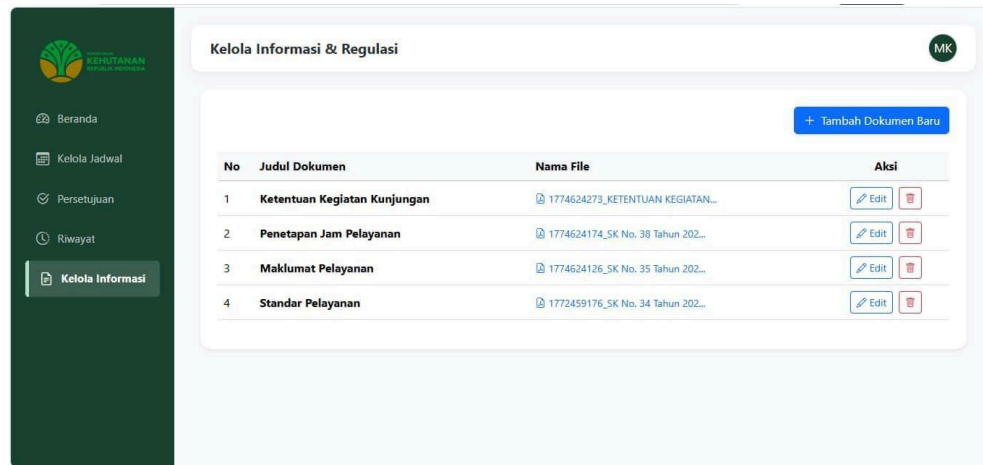 KEHUTANAN
REPUBLIK INDONESIA
Kelola Informasi & Regulasi
MK
Beranda
Kelola Jadwal
Persetujuan
Riwayat
Kelola Informasi
+ Tambah Dokumen Baru
No Judul Dokumen Nama File Aksi
1 Ketentuan Kegiatan Kunjungan 1774624273_KETENTUAN KEGIATAN... Edit
2 Penetapan Jam Pelayanan 1774624174_SK No. 38 Tahun 202... Edit
3 Maklumat Pelayanan 1774624126_SK No. 35 Tahun 202... Edit
4 Standar Pelayanan 1772459176_SK No. 34 Tahun 202... Edit